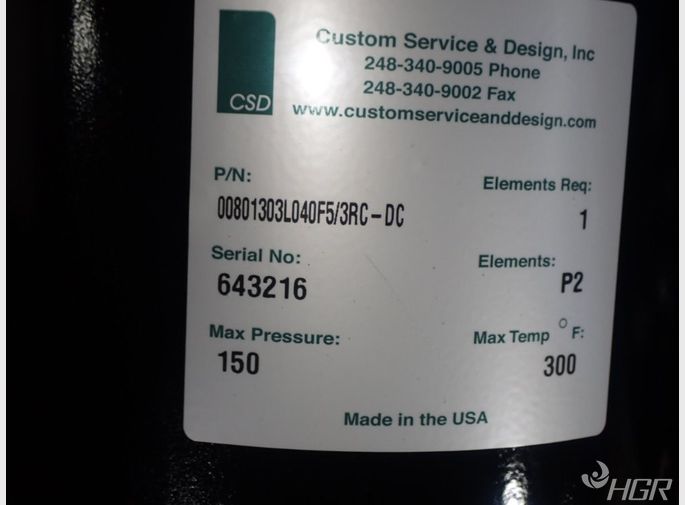 CSD
Custom Service & Design, Inc
248-340-9005 Phone
248-340-9002 Fax
www.customserviceanddesign.com
P/N:
00801303L040F5/3RC-DC
Elements Req:
1
Serial No:
643216
Elements:
P2
Max Pressure:
150
Max Temp °F:
300
Made in the USA
HGR